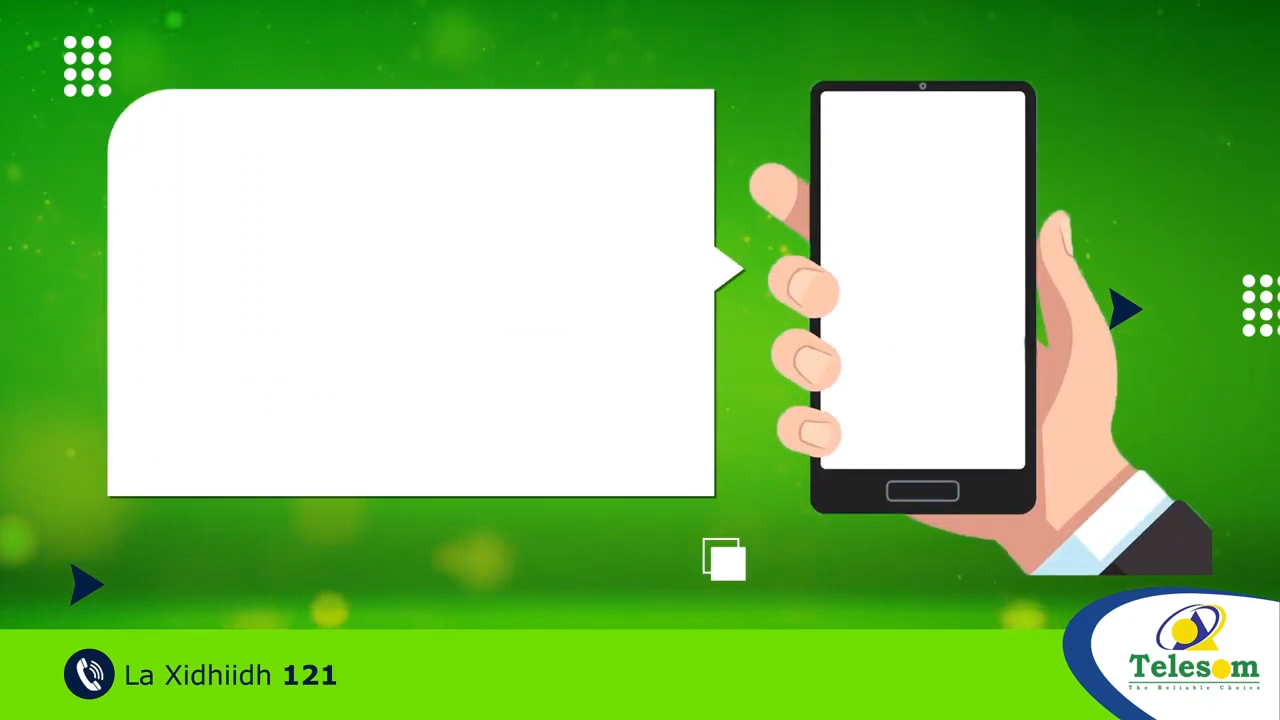 La Xidhiidh 121
Telesom
The Reliable Choice